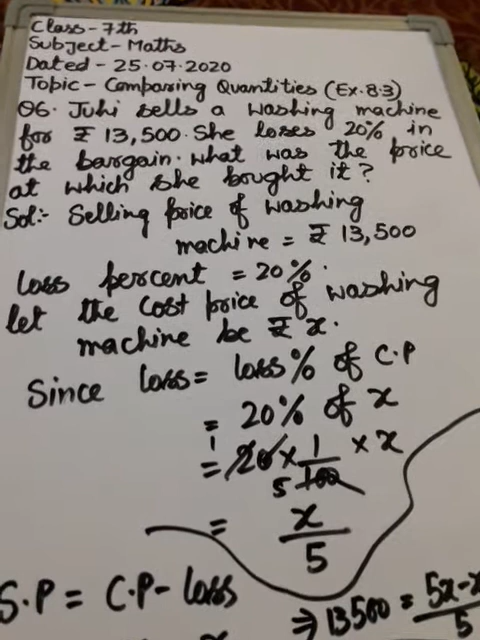 Class - 7th
Subject - Maths
Dated - 25.07.2020
Topic - Comparing Quantities (Ex. 8.3)
Q6. Juhi sells a washing machine
for ₹ 13,500. She loses 20% in
the bargain. what was the price
at which she bought it?
Sol:- Selling price of washing
machine = ₹ 13,500
Loss percent = 20%.
let the cost price of washing
machine be ₹ x.
Since loss = loss% of C.P
= 20% of x
= 20 × 1/100 × x
1 5
= x/5
S.P = C.P - loss
⇒ 13500 = 5x-x/5